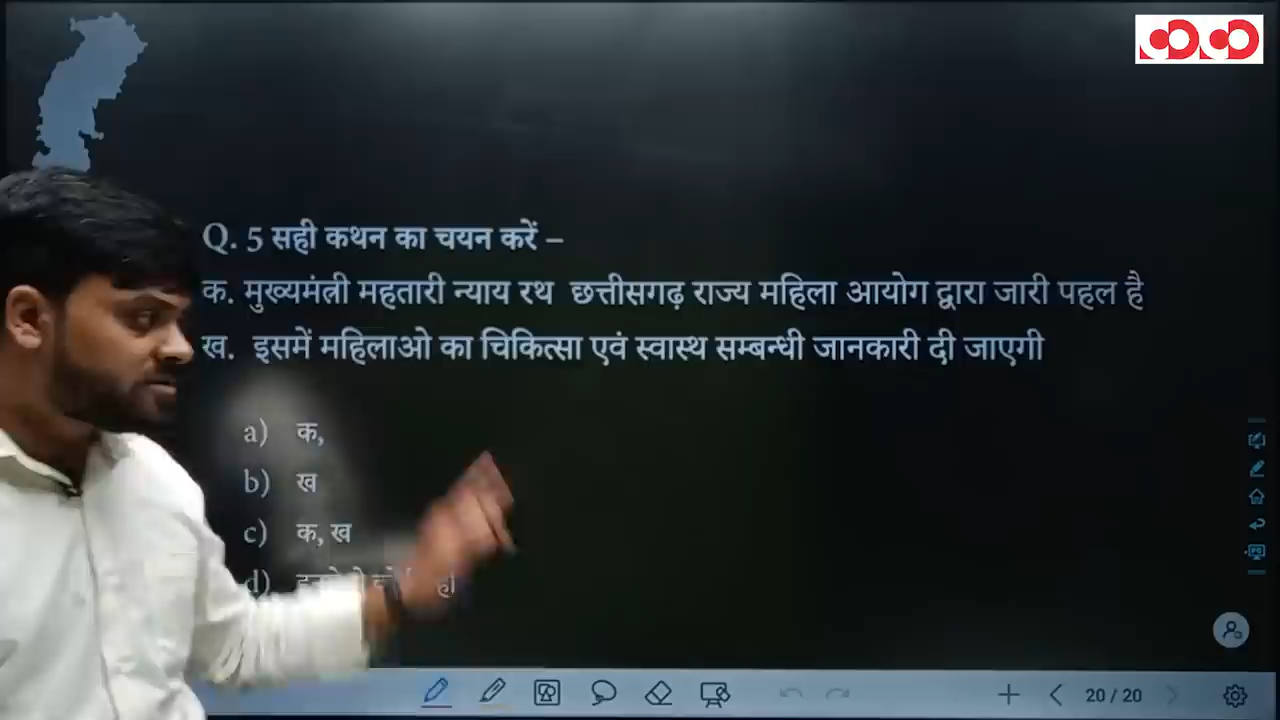 Q. 5 सही कथन का चयन करें –
क. मुख्यमंत्री महतारी न्याय रथ छत्तीसगढ़ राज्य महिला आयोग द्वारा जारी पहल है
ख. इसमें महिलाओ का चिकित्सा एवं स्वास्थ सम्बन्धी जानकारी दी जाएगी
a) क,
b) ख
c) क, ख
d)
20 / 20